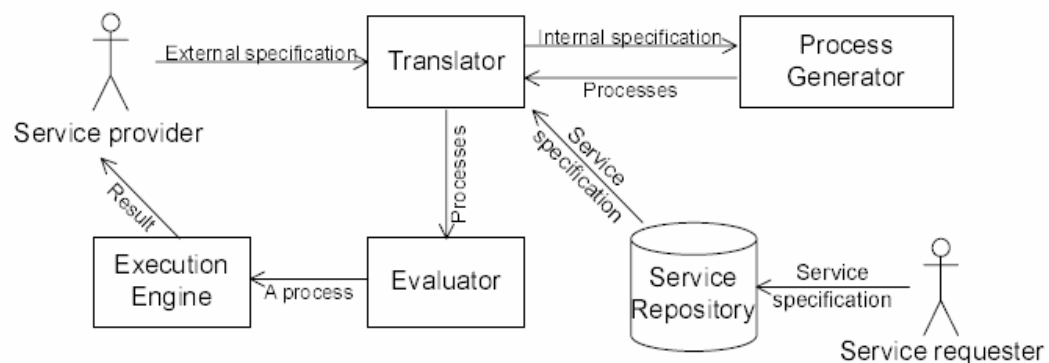 External specification
Translator
Internal specification
Process
Generator
Processes
Service provider
Service
specification
Processes
Result
Execution
Engine
A process
Evaluator
Service
Repository
Service
specification
Service requester